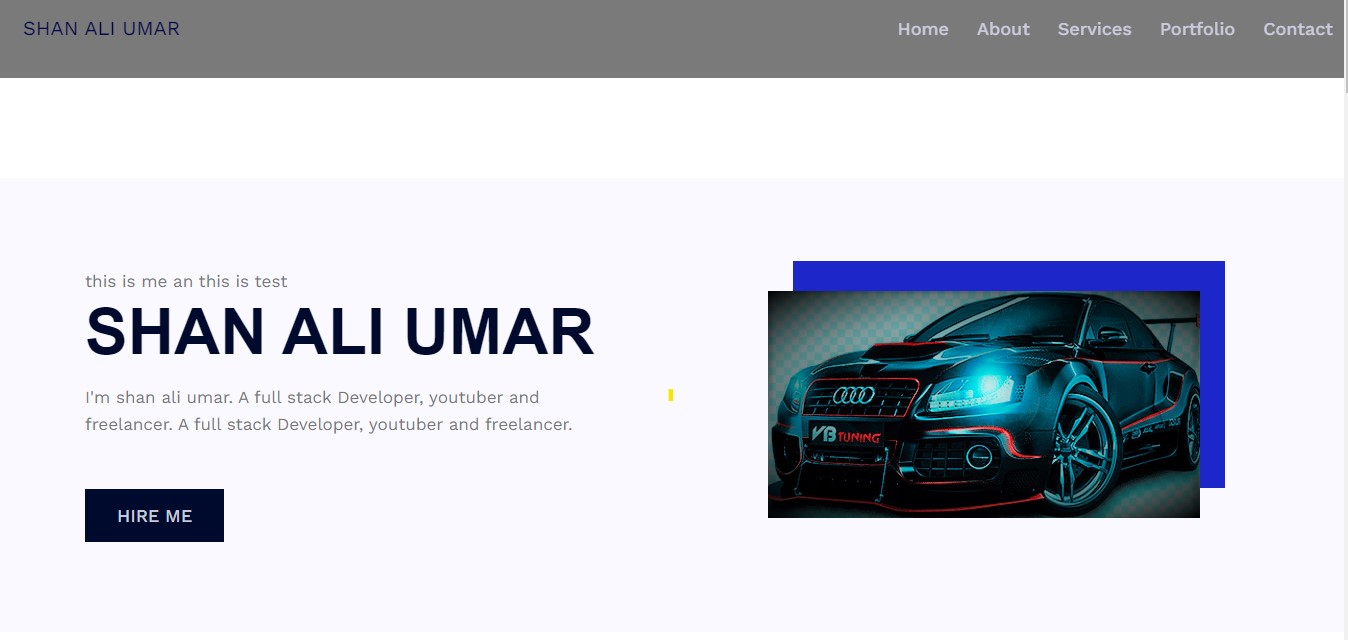 SHAN ALI UMAR
Home About Services Portfolio Contact
this is me an this is test
SHAN ALI UMAR
I'm shan ali umar. A full stack Developer, youtuber and
freelancer. A full stack Developer, youtuber and freelancer.
HIRE ME
VB TUNING